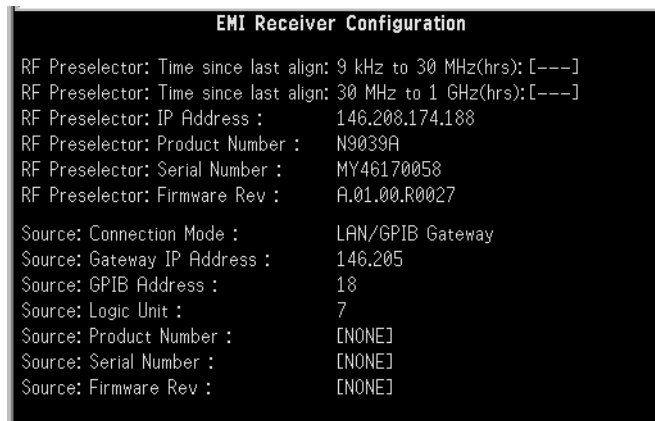 EMI Receiver Configuration
RF Preselector: Time since last align: 9 kHz to 30 MHz(hrs): [---]
RF Preselector: Time since last align: 30 MHz to 1 GHz(hrs):[---]
RF Preselector: IP Address : 146.208.174.188
RF Preselector: Product Number : N9039A
RF Preselector: Serial Number : MY46170058
RF Preselector: Firmware Rev : A.01.00.R0027
Source: Connection Mode : LAN/GPIB Gateway
Source: Gateway IP Address : 146.205
Source: GPIB Address : 18
Source: Logic Unit : 7
Source: Product Number : [NONE]
Source: Serial Number : [NONE]
Source: Firmware Rev : [NONE]